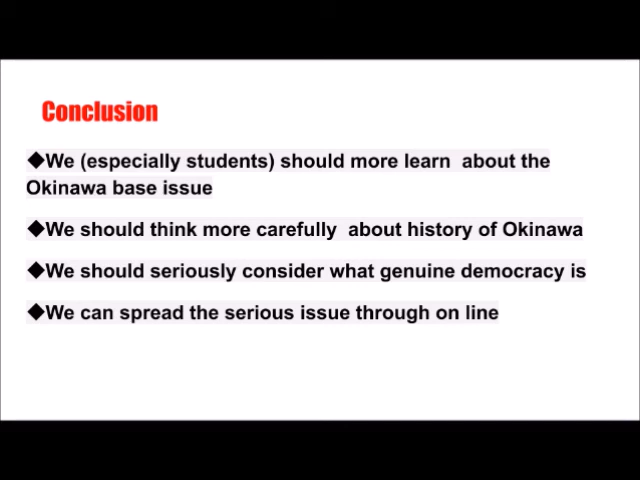 Conclusion
◆We (especially students) should more learn  about the
Okinawa base issue
◆We should think more carefully  about history of Okinawa
◆We should seriously consider what genuine democracy is
◆We can spread the serious issue through on line